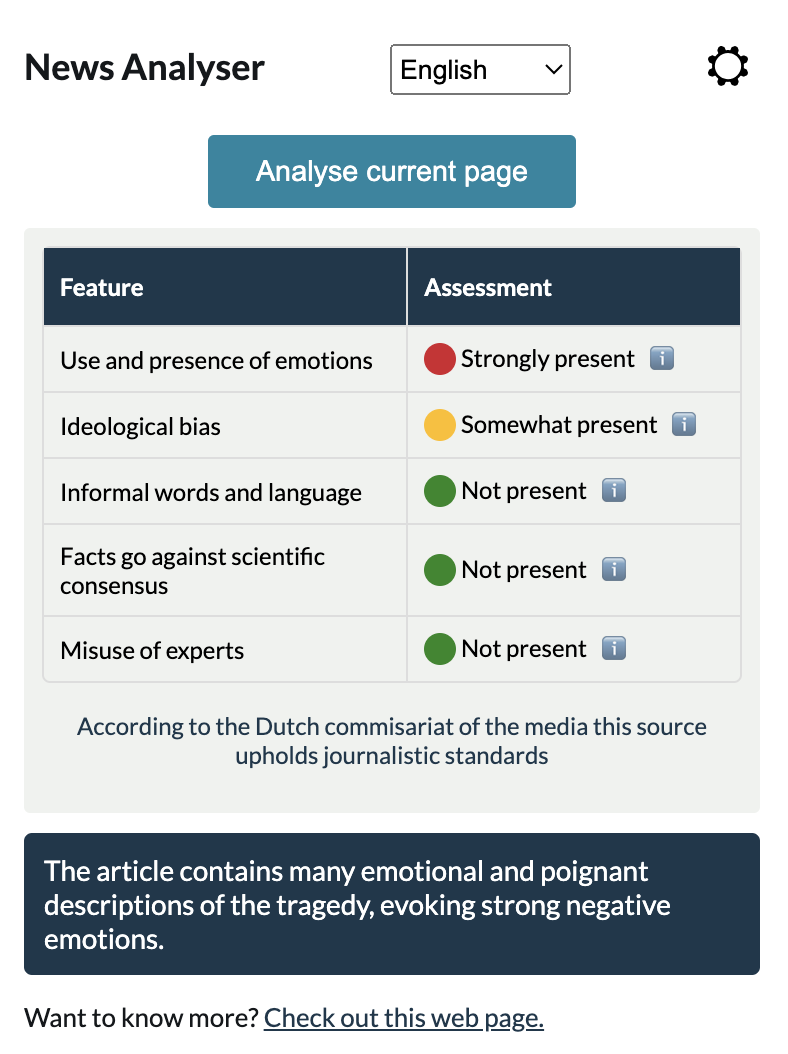 News Analyser
English
Analyse current page
Feature
Assessment
Use and presence of emotions
Strongly present
i
Ideological bias
Somewhat present
i
Informal words and language
Not present
i
Facts go against scientific
consensus
Not present
i
Misuse of experts
Not present
i
According to the Dutch commisariat of the media this source
upholds journalistic standards
The article contains many emotional and poignant
descriptions of the tragedy, evoking strong negative
emotions.
Want to know more? Check out this web page.